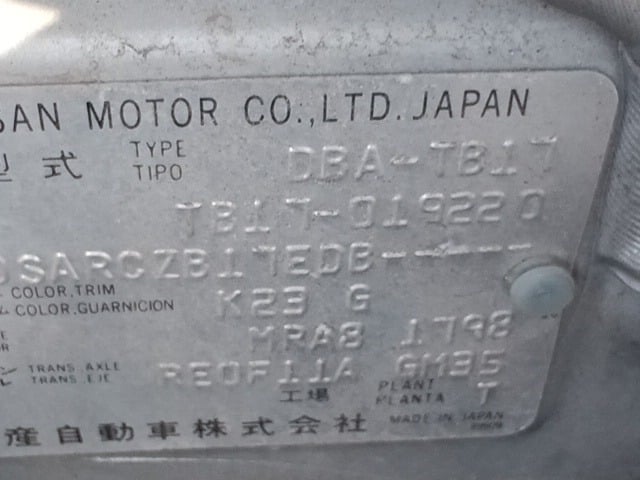 SAN MOTOR CO.,LTD. JAPAN
型式 TYPE TIPO DBA-TB17
TB17-019220
SARCZB17EDB-----
COLOR,TRIM
COLOR,GUARNICION K23 G
MRA8 1798
TRANS. AXLE
TRANS. EJE RE0F11A GM35
工場 PLANT PLANTA T
産自動車株式会社 MADE IN JAPAN